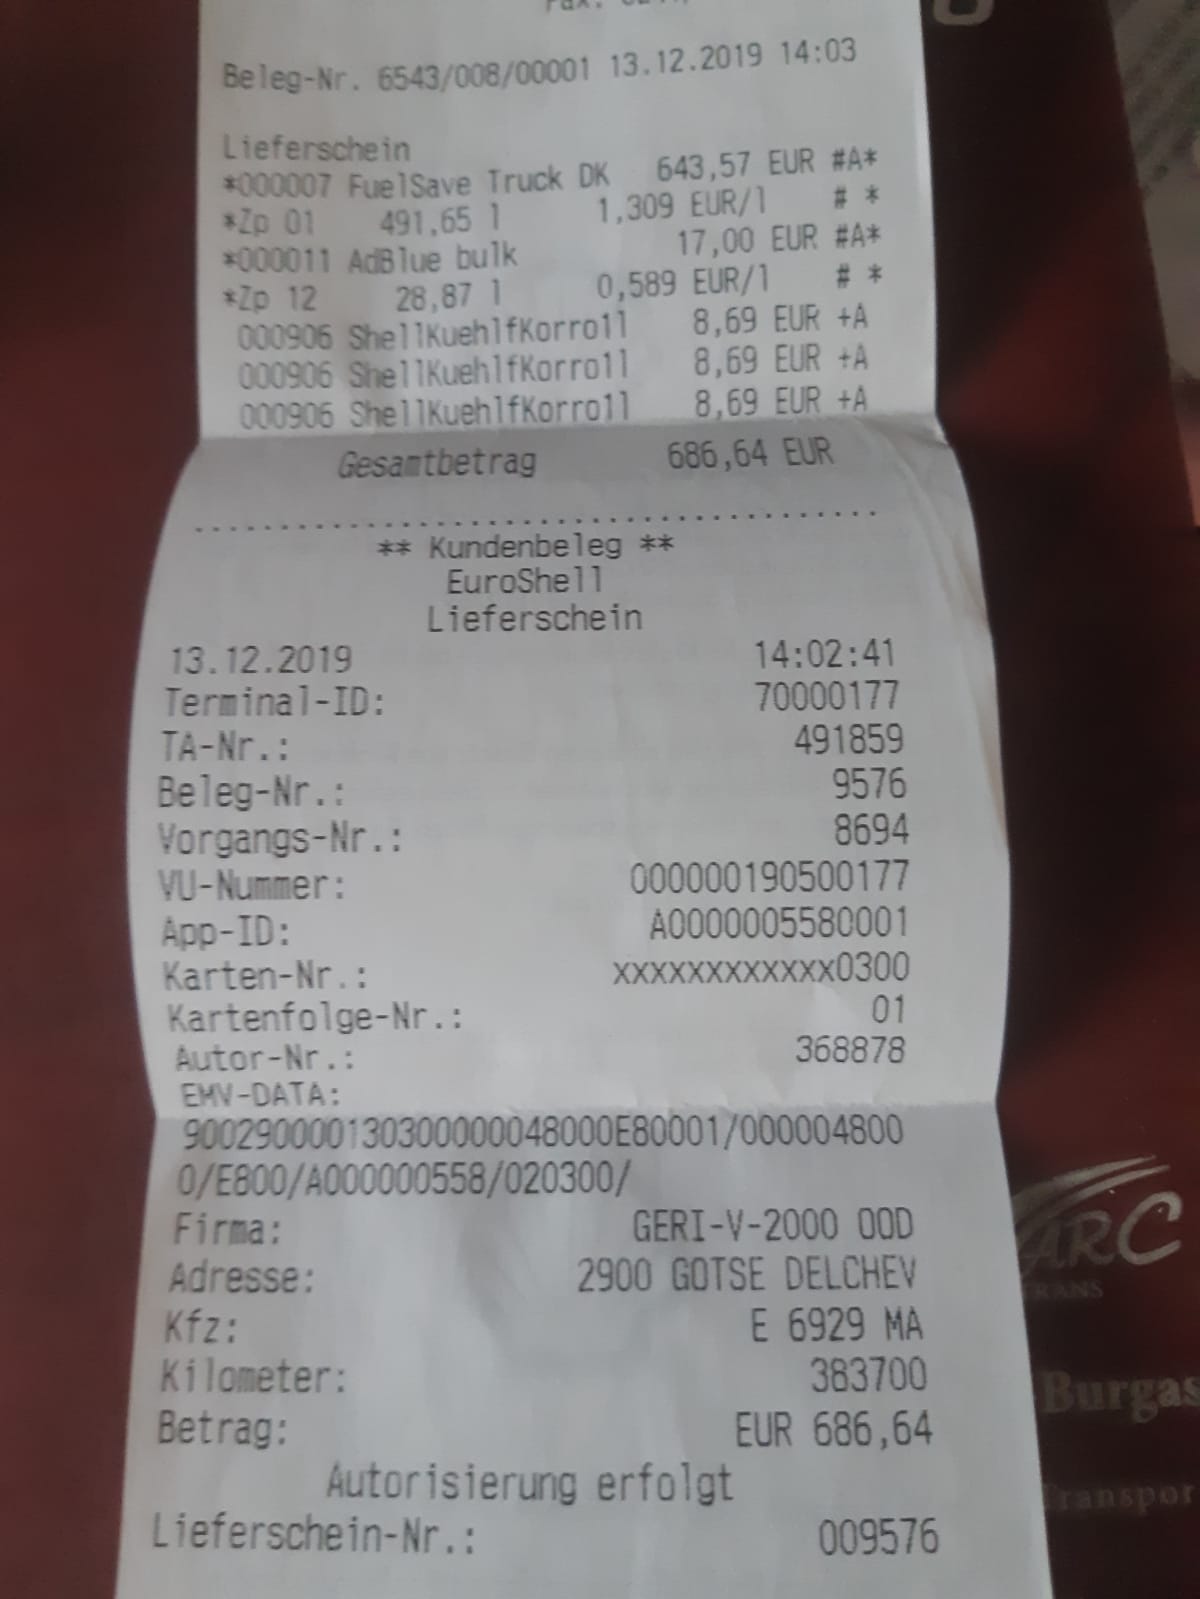 Beleg-Nr. 6543/008/00001 13.12.2019 14:03
Lieferschein
*000007 FuelSave Truck DK 643,57 EUR #A*
*Zp 01 491,65 l 1,309 EUR/l # *
*000011 AdBlue bulk 17,00 EUR #A*
*Zp 12 28,87 l 0,589 EUR/l # *
000906 ShellKuehlfKorro1l 8,69 EUR +A
000906 ShellKuehlfKorro1l 8,69 EUR +A
000906 ShellKuehlfKorro1l 8,69 EUR +A
Gesamtbetrag 686,64 EUR
** Kundenbeleg **
EuroShell
Lieferschein
13.12.2019 14:02:41
Terminal-ID: 70000177
TA-Nr.: 491859
Beleg-Nr.: 9576
Vorgangs-Nr.: 8694
VU-Nummer: 000000190500177
App-ID: A0000005580001
Karten-Nr.: xxxxxxxxxxxx0300
Kartenfolge-Nr.: 01
Autor-Nr.: 368878
EMV-DATA:
9002900001303000000048000E80001/000004800
0/E800/A000000558/020300/
Firma: GERI-V-2000 OOD
Adresse: 2900 GOTSE DELCHEV
Kfz: E 6929 MA
Kilometer: 383700
Betrag: EUR 686,64
Autorisierung erfolgt
Lieferschein-Nr.: 009576
ARC
TRANS
Burgas
Transpor